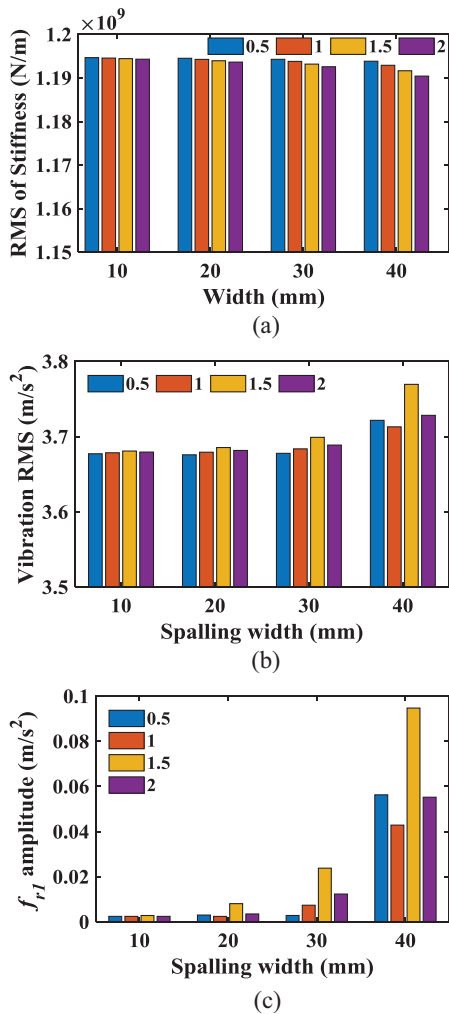 ×10⁹
1.2
1.19
1.18
1.17
1.16
1.15
RMS of Stiffness (N/m)
0.5 1 1.5 2
10 20 30 40
Width (mm)
(a)
3.8
3.7
3.6
3.5
Vibration RMS (m/s²)
0.5 1 1.5 2
10 20 30 40
Spalling width (mm)
(b)
0.1
0.08
0.06
0.04
0.02
0
f_r1 amplitude (m/s²)
0.5
1
1.5
2
10 20 30 40
Spalling width (mm)
(c)